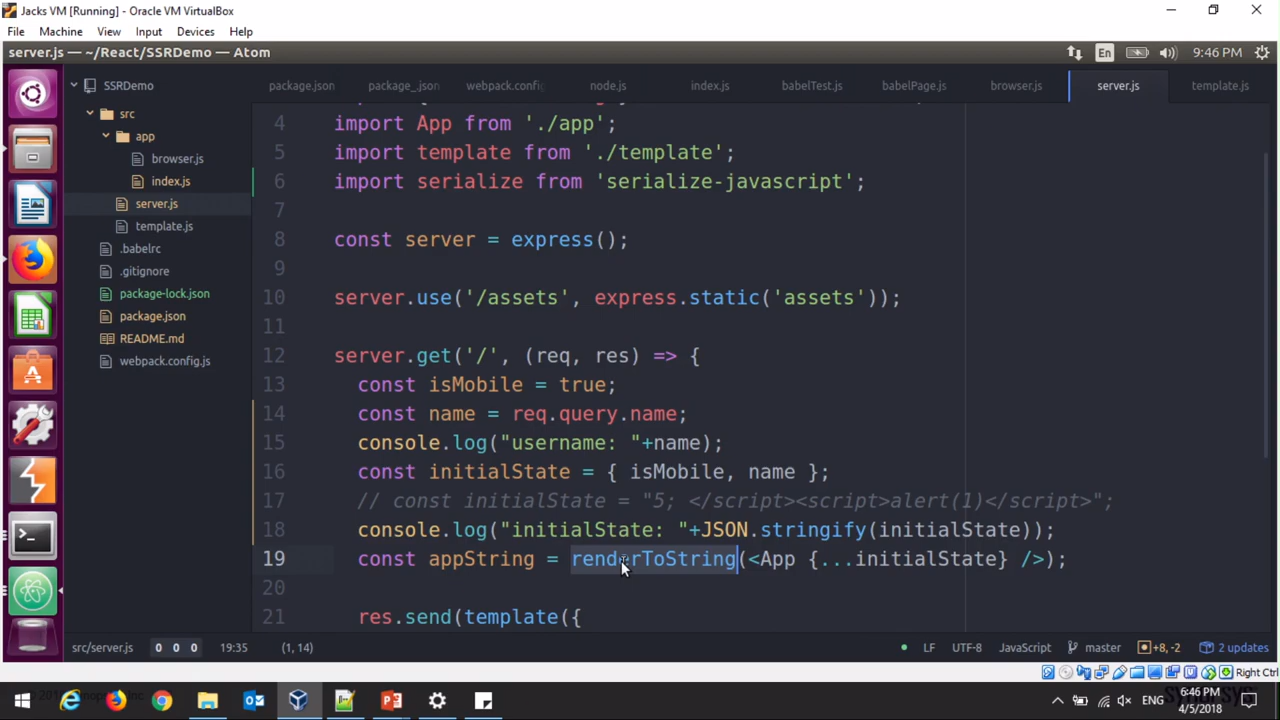 Jacks VM [Running] - Oracle VM VirtualBox
File Machine View Input Devices Help
server.js — ~/React/SSRDemo — Atom
En
9:46 PM
SSRDemo
src
app
browser.js
index.js
server.js
template.js
.babelrc
.gitignore
package-lock.json
package.json
README.md
webpack.config.js
package.json package_.json webpack.config node.js index.js babelTest.js babelPage.js browser.js server.js template.js
4 import App from './app';
5 import template from './template';
6 import serialize from 'serialize-javascript';
7
8 const server = express();
9
10 server.use('/assets', express.static('assets'));
11
12 server.get('/', (req, res) => {
13 const isMobile = true;
14 const name = req.query.name;
15 console.log("username: "+name);
16 const initialState = { isMobile, name };
17 // const initialState = "5; </script><script>alert(1)</script>";
18 console.log("initialState: "+JSON.stringify(initialState));
19 const appString = renderToString(<App {...initialState} />);
20
21 res.send(template({
src/server.js 0 0 0 19:35 (1, 14) LF UTF-8 JavaScript master +8, -2 2 updates
Right Ctrl
ENG
6:46 PM
4/5/2018